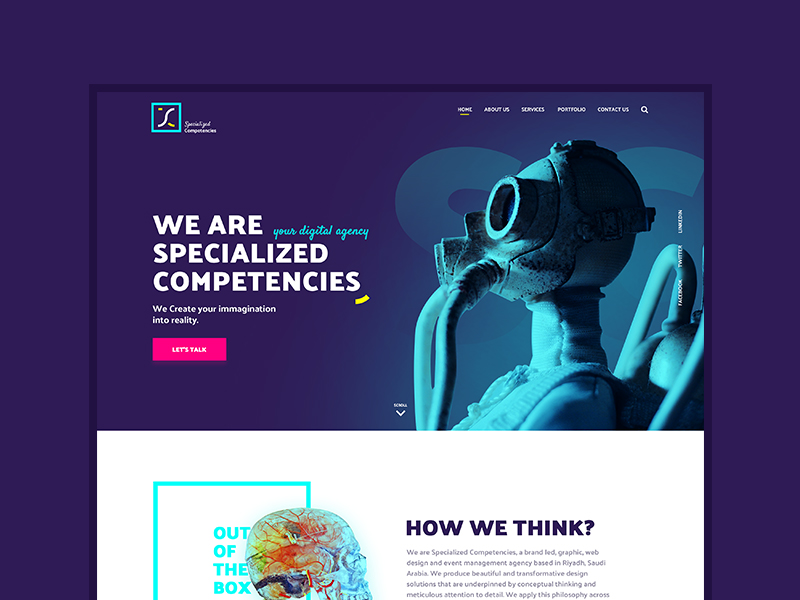 Specialized
Competencies
HOME ABOUT US SERVICES PORTFOLIO CONTACT US
SC
WE ARE your digital agency
SPECIALIZED
COMPETENCIES
We Create your immagination
into reality.
LET'S TALK
LINKEDIN
TWITTER
FACEBOOK
SCROLL
OUT
OF
THE
BOX
HOW WE THINK?
We are Specialized Competencies, a brand led, graphic, web
design and event management agency based in Riyadh, Saudi
Arabia. We produce beautiful and transformative design
solutions that are underpinned by conceptual thinking and
meticulous attention to detail. We apply this philosophy across